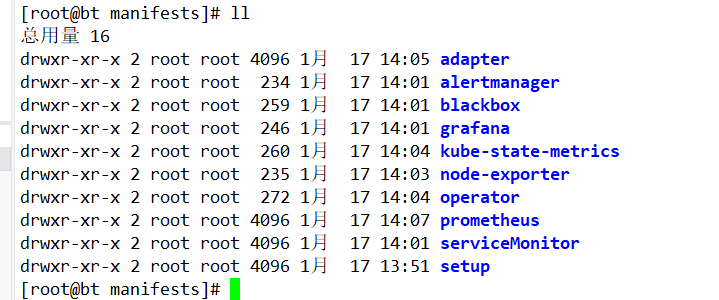 [root@bt manifests]# ll
总用量 16
drwxr-xr-x 2 root root 4096 1月  17 14:05 adapter
drwxr-xr-x 2 root root  234 1月  17 14:01 alertmanager
drwxr-xr-x 2 root root  259 1月  17 14:01 blackbox
drwxr-xr-x 2 root root  246 1月  17 14:01 grafana
drwxr-xr-x 2 root root  260 1月  17 14:04 kube-state-metrics
drwxr-xr-x 2 root root  235 1月  17 14:03 node-exporter
drwxr-xr-x 2 root root  272 1月  17 14:04 operator
drwxr-xr-x 2 root root 4096 1月  17 14:07 prometheus
drwxr-xr-x 2 root root 4096 1月  17 14:01 serviceMonitor
drwxr-xr-x 2 root root 4096 1月  17 13:51 setup
[root@bt manifests]#